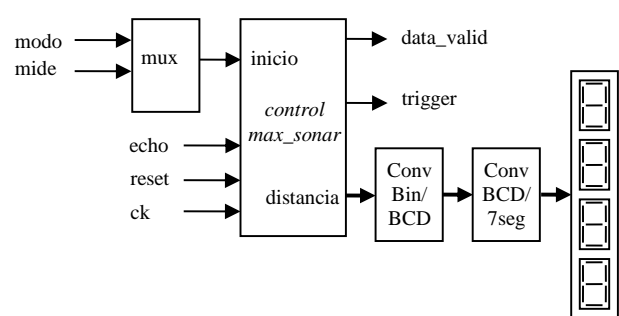 modo
mide
mux
inicio
data_valid
trigger
control
max_sonar
echo
reset
ck
distancia
Conv
Bin/
BCD
Conv
BCD/
7seg